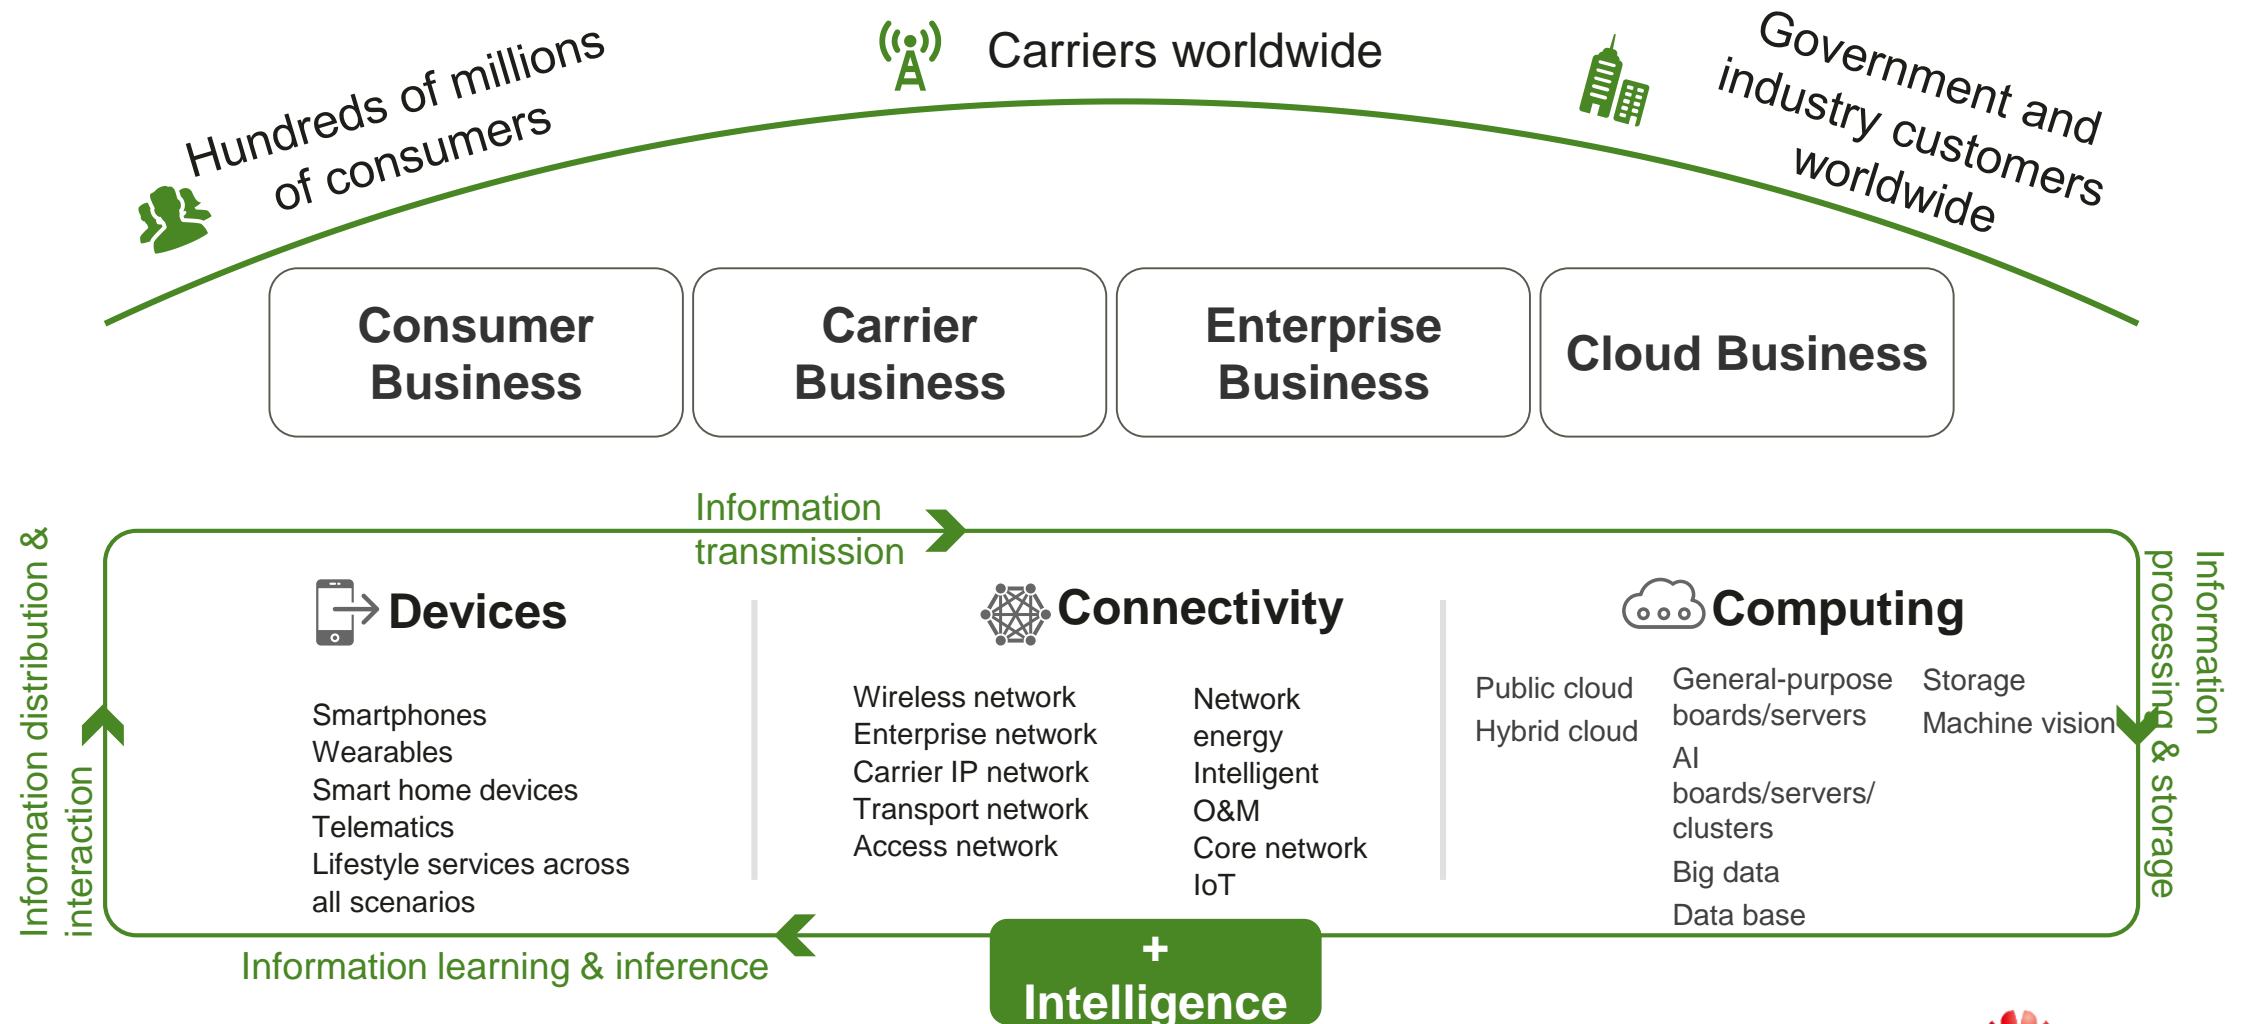 Hundreds of millions
of consumers
Carriers worldwide
Government and
industry customers
worldwide
Consumer
Business
Carrier
Business
Enterprise
Business
Cloud Business
Information
transmission
Information distribution &
interaction
Devices
Smartphones
Wearables
Smart home devices
Telematics
Lifestyle services across
all scenarios
Connectivity
Wireless network
Enterprise network
Carrier IP network
Transport network
Access network
Network
energy
Intelligent
O&M
Core network
IoT
Computing
Public cloud
Hybrid cloud
General-purpose
boards/servers
AI
boards/servers/
clusters
Big data
Data base
Storage
Machine vision
Information
processing & storage
Information learning & inference
+
Intelligence